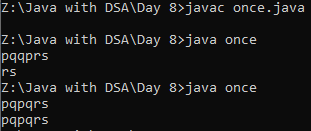 Z:\Java with DSA\Day 8>javac once.java
Z:\Java with DSA\Day 8>java once
pqqprs
rs
Z:\Java with DSA\Day 8>java once
pqpqrs
pqpqrs